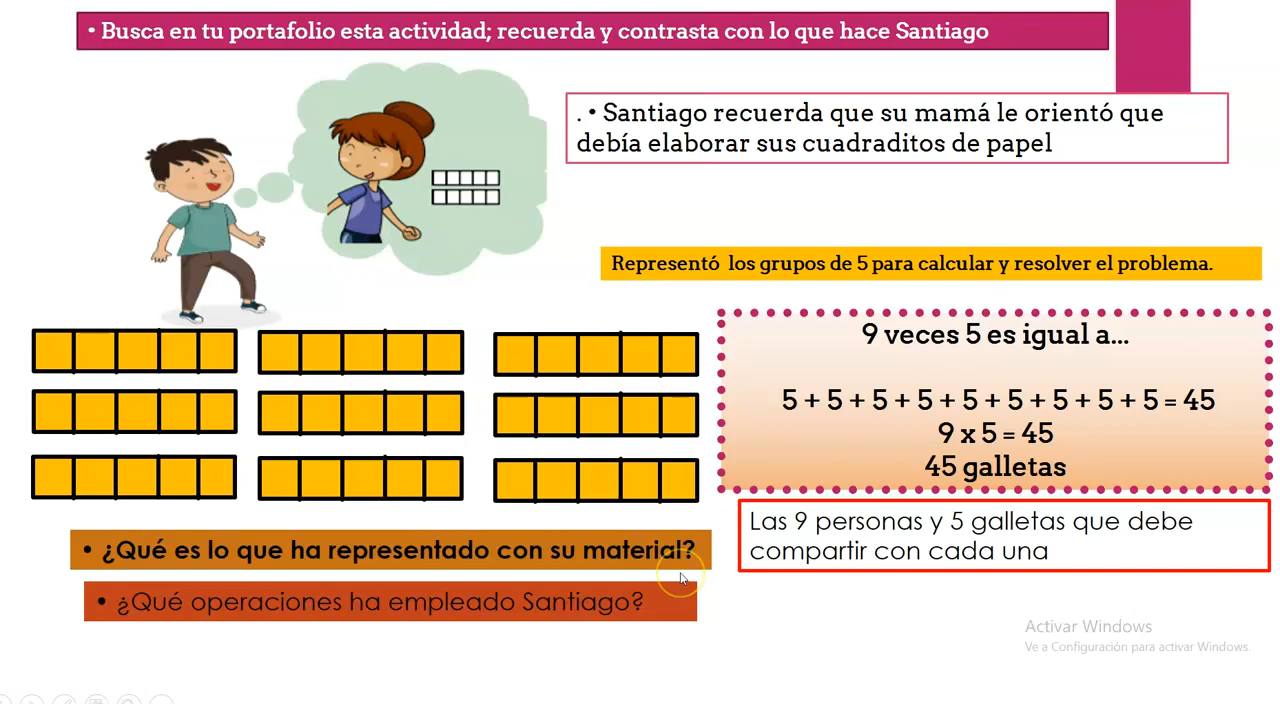 • Busca en tu portafolio esta actividad; recuerda y contrasta con lo que hace Santiago
. • Santiago recuerda que su mamá le orientó que
debía elaborar sus cuadraditos de papel
Representó los grupos de 5 para calcular y resolver el problema.
9 veces 5 es igual a...
5 + 5 + 5 + 5 + 5 + 5 + 5 + 5 + 5 = 45
9 x 5 = 45
45 galletas
• ¿Qué es lo que ha representado con su material?
Las 9 personas y 5 galletas que debe
compartir con cada una
• ¿Qué operaciones ha empleado Santiago?
Activar Windows
Ve a Configuración para activar Windows.